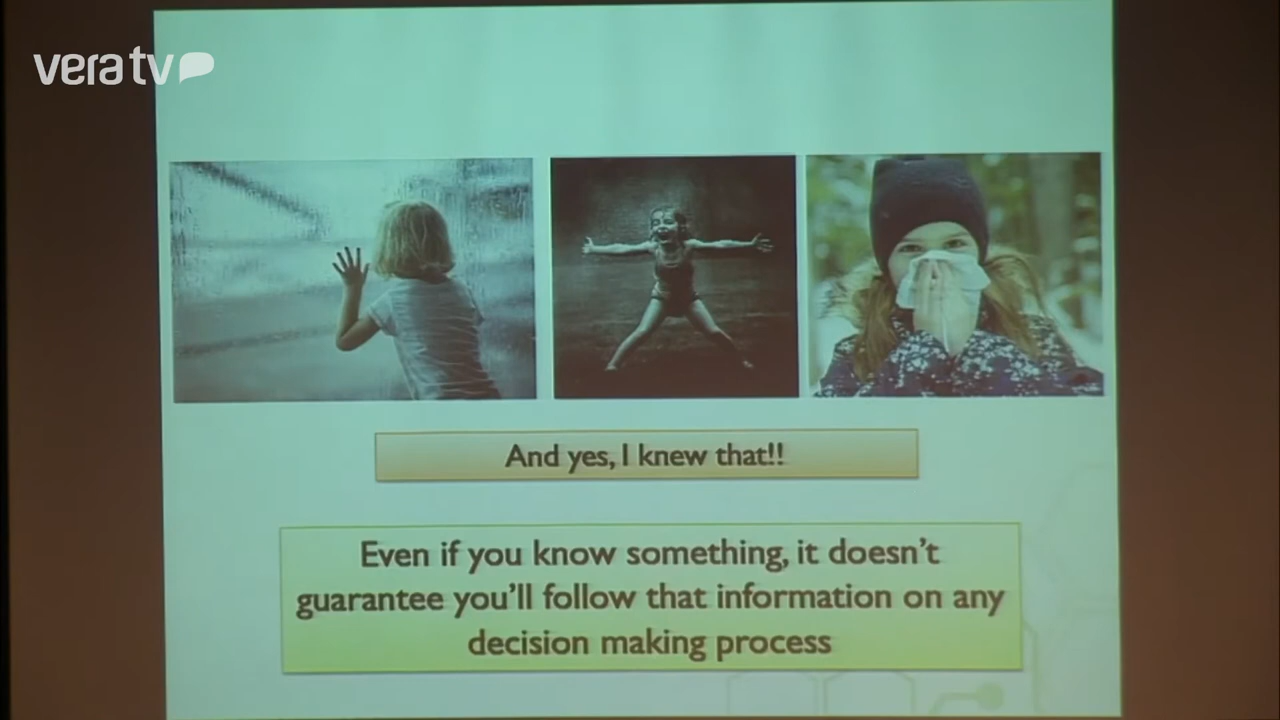 vera tv
And yes, I knew that!!
Even if you know something, it doesn't
guarantee you'll follow that information on any
decision making process